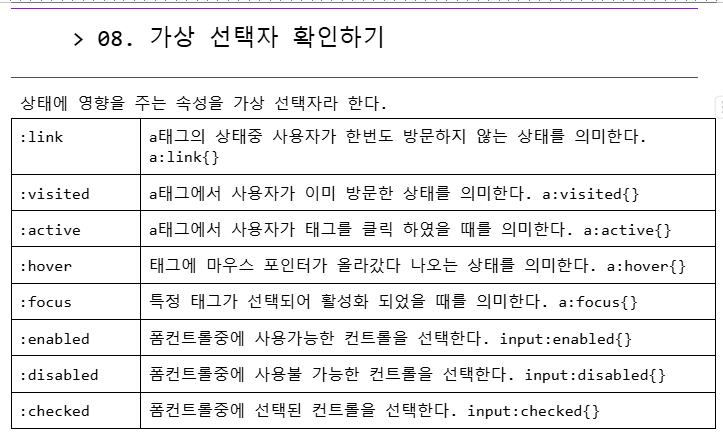 > 08. 가상 선택자 확인하기
상태에 영향을 주는 속성을 가상 선택자라 한다.
:link a태그의 상태중 사용자가 한번도 방문하지 않는 상태를 의미한다.
a:link{}
:visited a태그에서 사용자가 이미 방문한 상태를 의미한다. a:visited{}
:active a태그에서 사용자가 태그를 클릭 하였을 때를 의미한다. a:active{}
:hover 태그에 마우스 포인터가 올라갔다 나오는 상태를 의미한다. a:hover{}
:focus 특정 태그가 선택되어 활성화 되었을 때를 의미한다. a:focus{}
:enabled 폼컨트롤중에 사용가능한 컨트롤을 선택한다. input:enabled{}
:disabled 폼컨트롤중에 사용불 가능한 컨트롤을 선택한다. input:disabled{}
:checked 폼컨트롤중에 선택된 컨트롤을 선택한다. input:checked{}